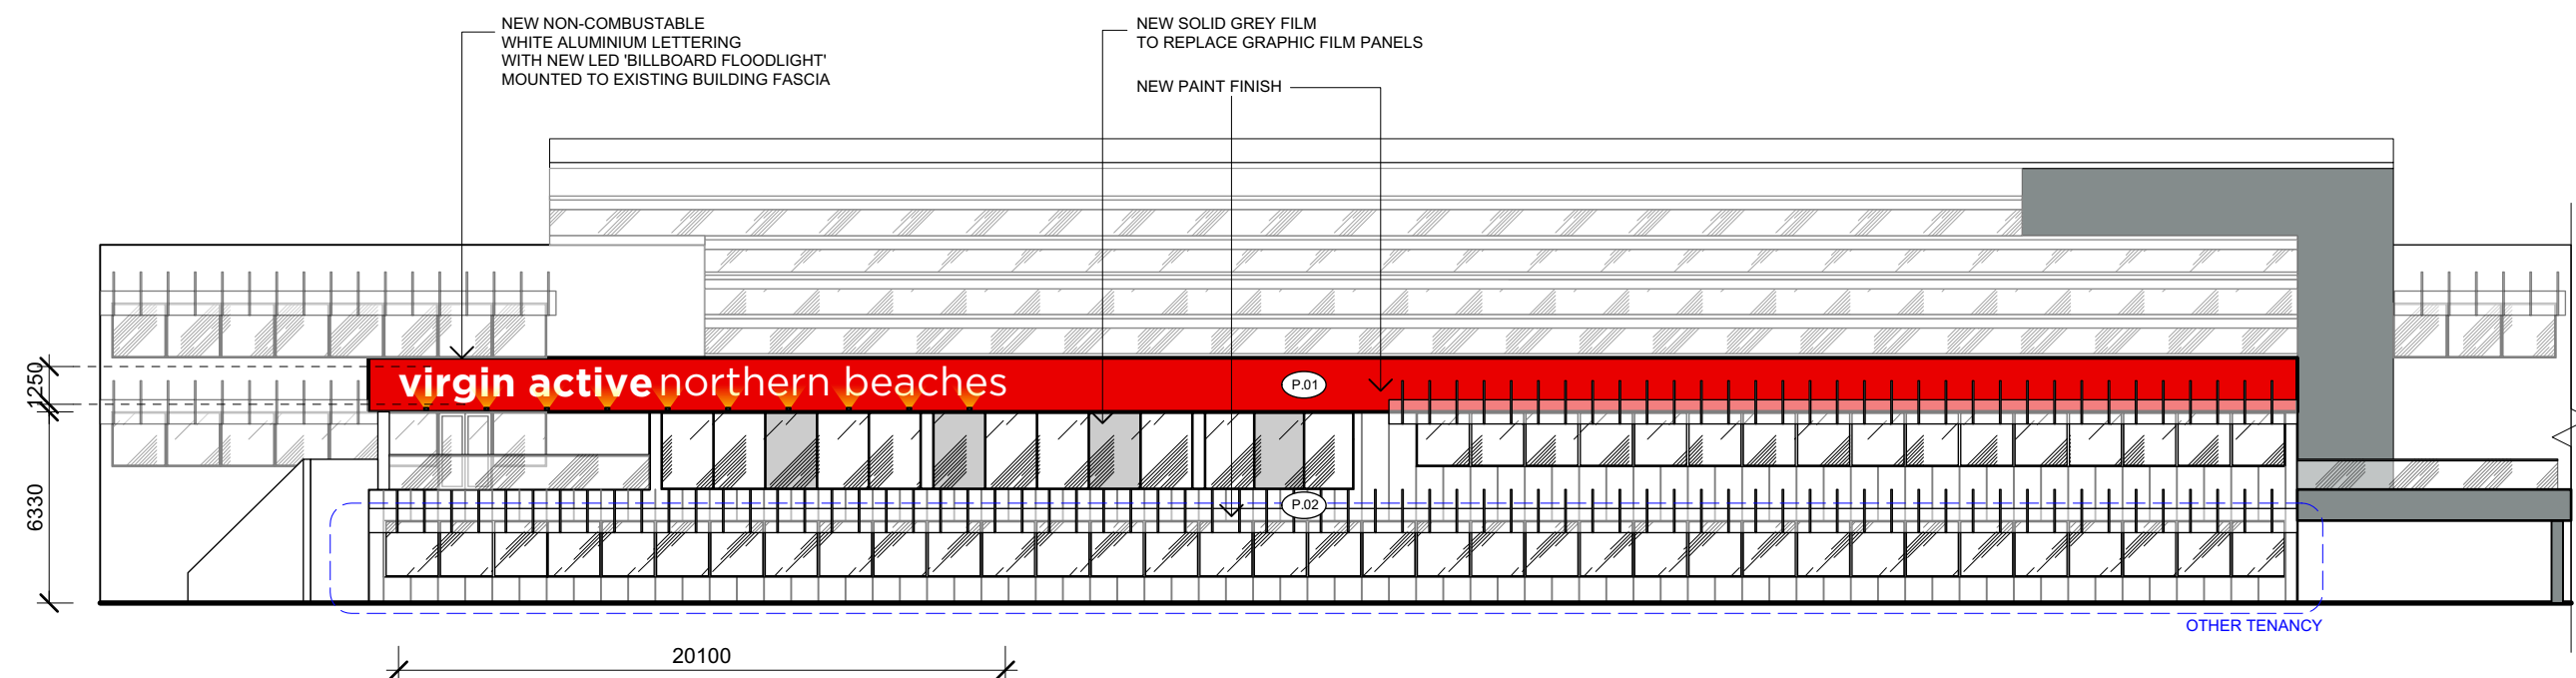 NEW NON-COMBUSTABLE
WHITE ALUMINIUM LETTERING
WITH NEW LED 'BILLBOARD FLOODLIGHT'
MOUNTED TO EXISTING BUILDING FASCIA
NEW SOLID GREY FILM
TO REPLACE GRAPHIC FILM PANELS
NEW PAINT FINISH
1250
virgin active northern beaches
P.01
6330
P.02
OTHER TENANCY
20100